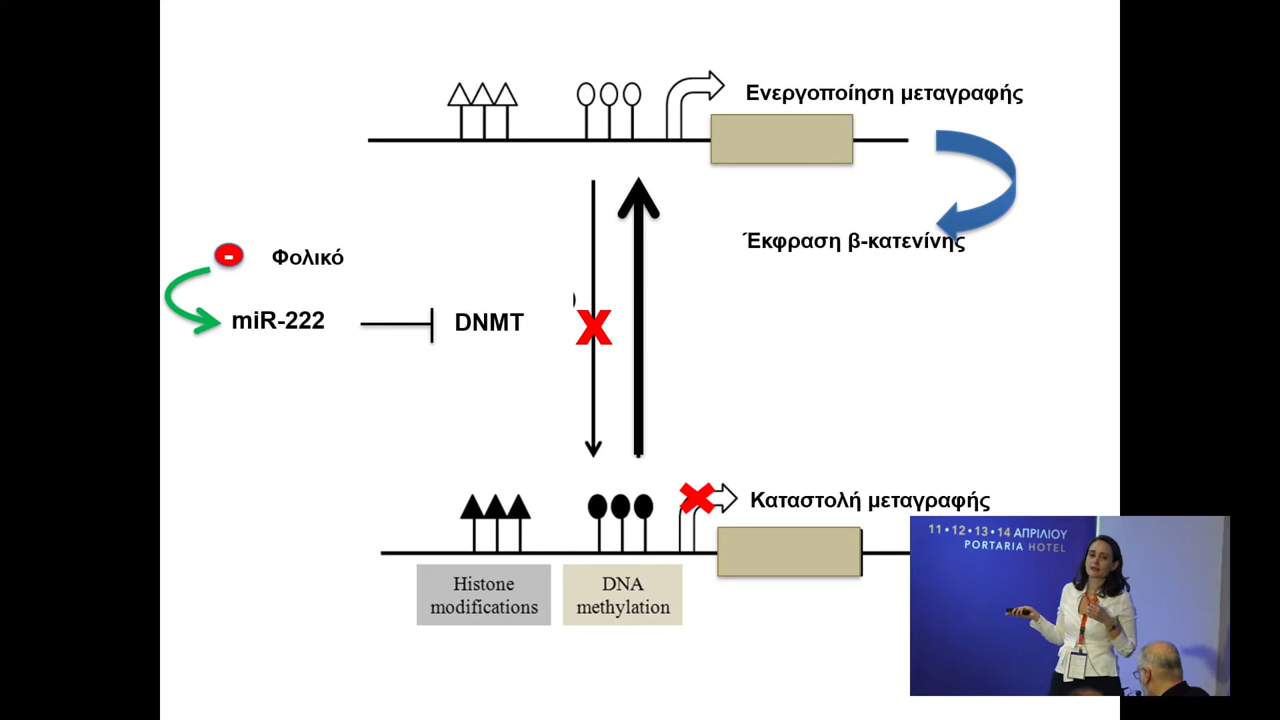 Ενεργοποίηση μεταγραφής
Έκφραση β-κατενίνης
-
Φολικό
miR-222
DNMT
X
Καταστολή μεταγραφής
Histone
modifications
DNA
methylation
11 • 12 • 13 • 14 ΑΠΡΙΛΙΟΥ
PORTARIA HOTEL